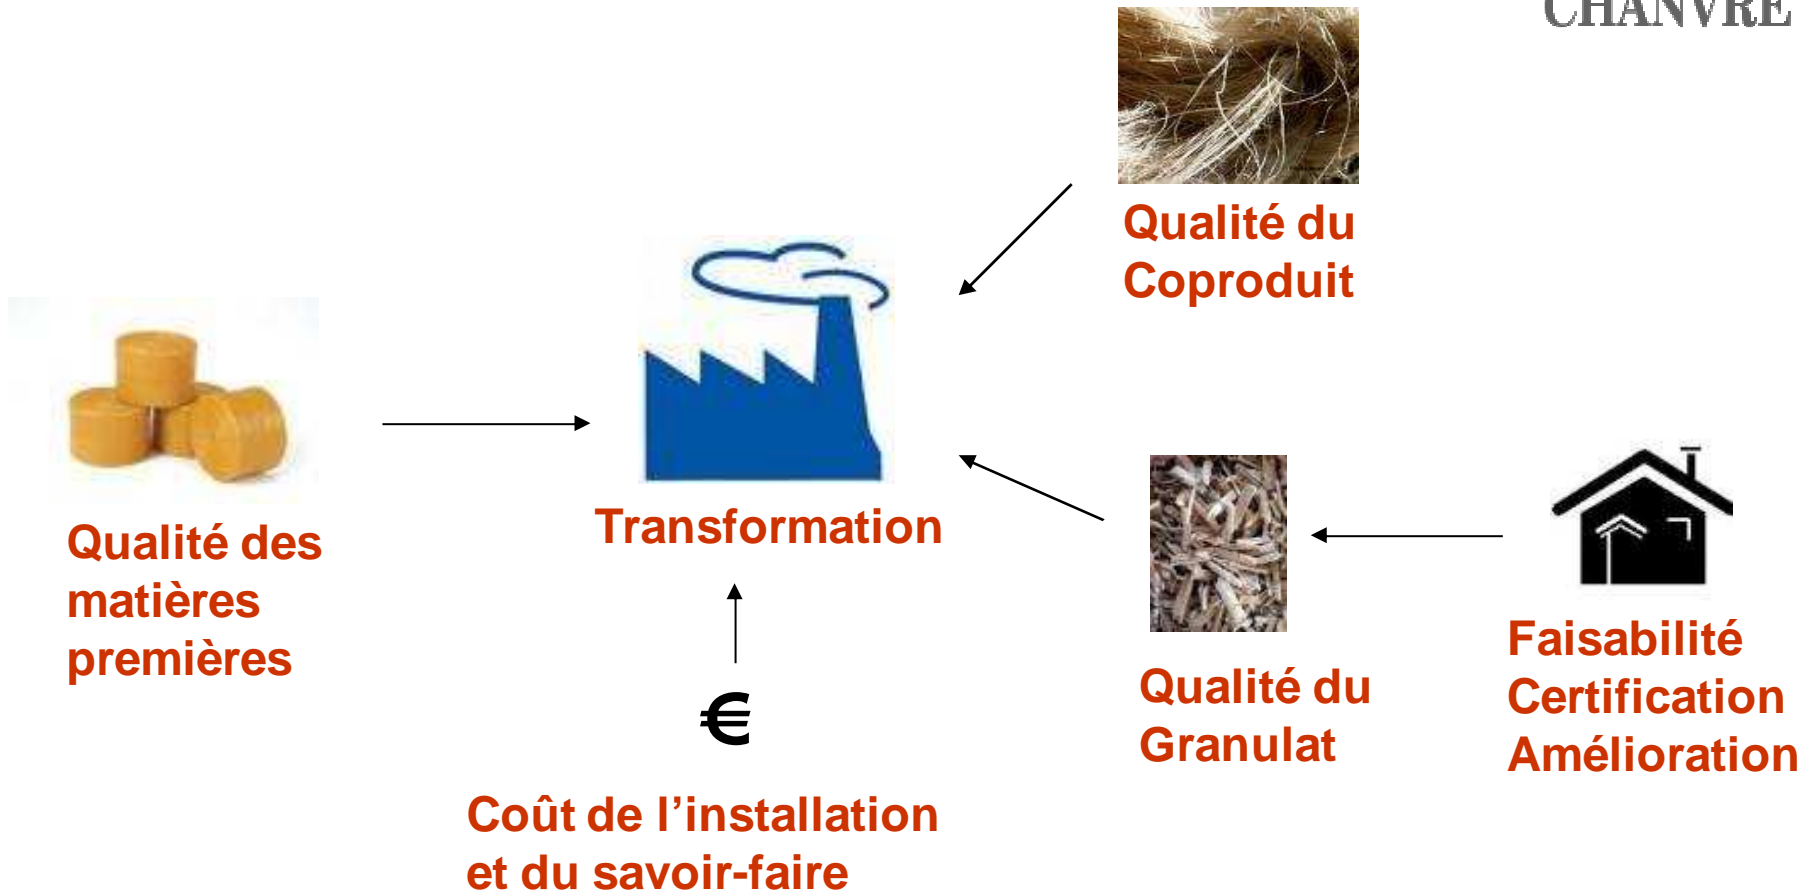 CHANVRE
Qualité du
Coproduit
Qualité des
matières
premières
Transformation
€
Coût de l’installation
et du savoir-faire
Qualité du
Granulat
Faisabilité
Certification
Amélioration